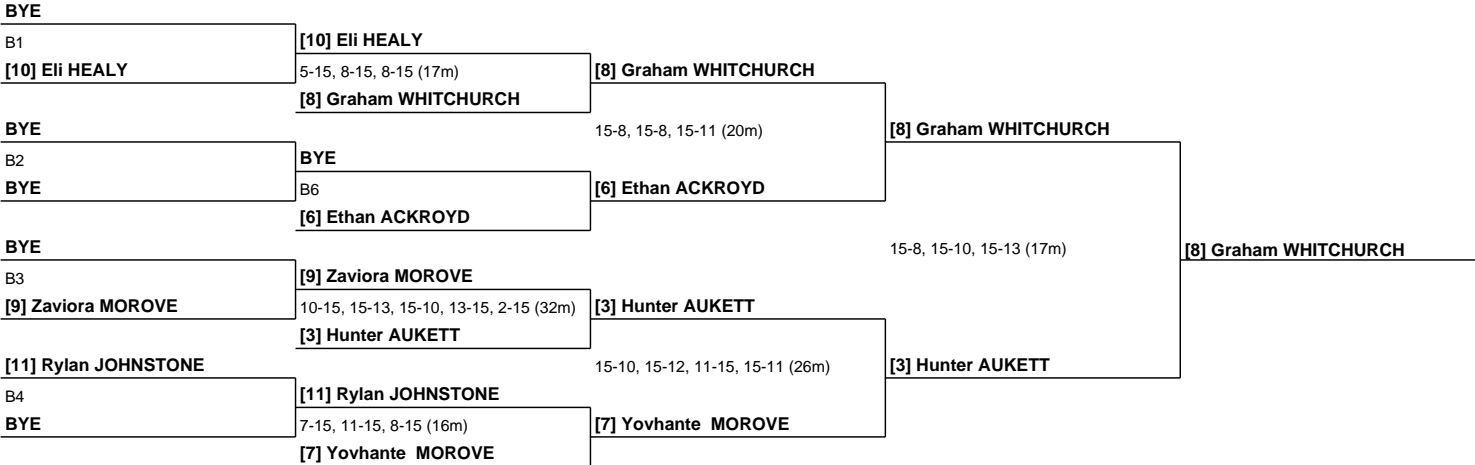 BYE
B1
[10] Eli HEALY
BYE
B2
BYE
BYE
B3
[9] Zaviora MOROVE
[11] Rylan JOHNSTONE
B4
BYE
[10] Eli HEALY
5-15, 8-15, 8-15 (17m)
[8] Graham WHITCHURCH
BYE
B6
[6] Ethan ACKROYD
[9] Zaviora MOROVE
10-15, 15-13, 15-10, 13-15, 2-15 (32m)
[3] Hunter AUKETT
[11] Rylan JOHNSTONE
7-15, 11-15, 8-15 (16m)
[7] Yovhante MOROVE
[8] Graham WHITCHURCH
15-8, 15-8, 15-11 (20m)
[6] Ethan ACKROYD
[3] Hunter AUKETT
15-10, 15-12, 11-15, 15-11 (26m)
[7] Yovhante MOROVE
[8] Graham WHITCHURCH
15-8, 15-10, 15-13 (17m)
[3] Hunter AUKETT
[8] Graham WHITCHURCH